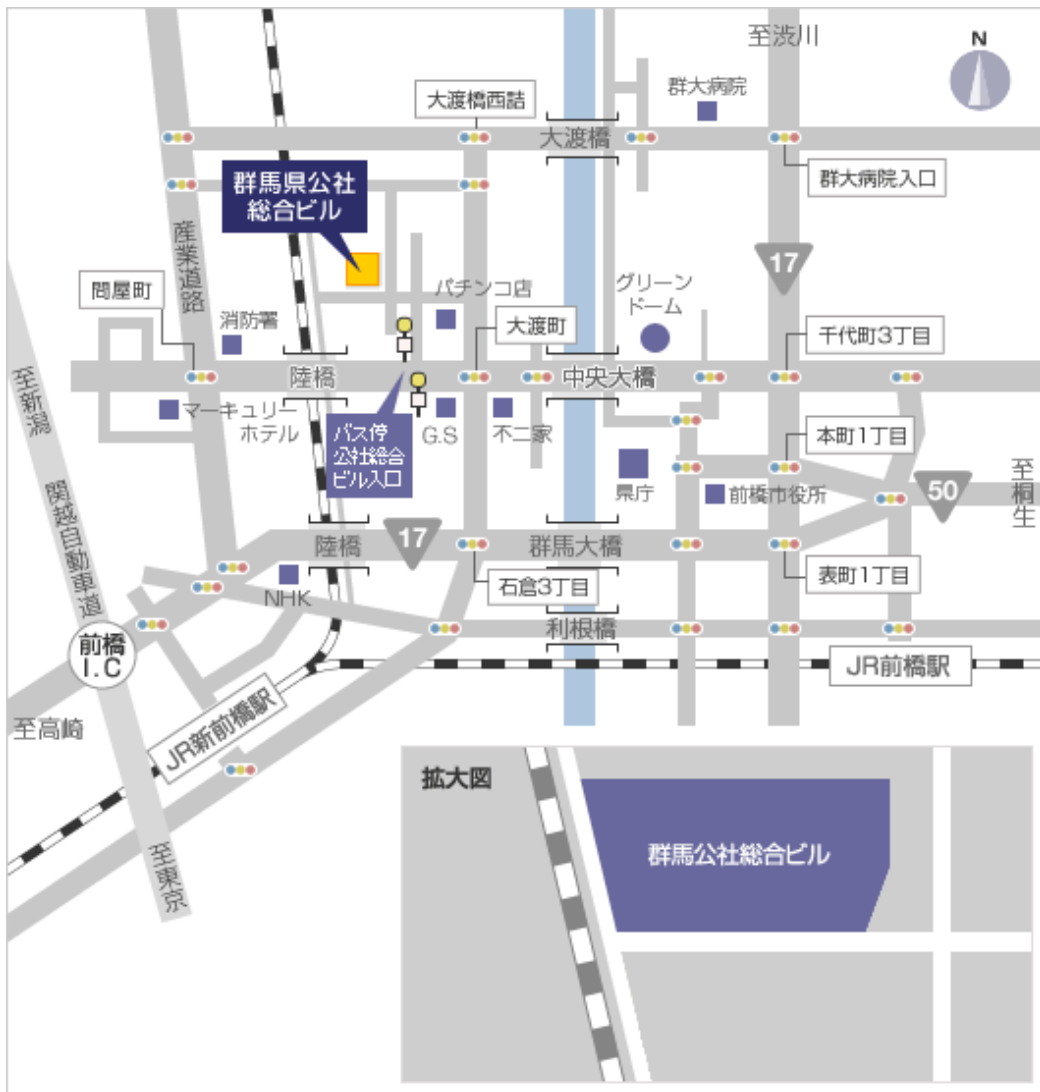 至渋川
N
群大病院
大渡橋西詰
大渡橋
群馬県公社
総合ビル
群大病院入口
産業道路
17
問屋町
消防署
パチンコ店
グリーン
ドーム
大渡町
千代町3丁目
陸橋
中央大橋
至新潟
マーキュリー
ホテル
バス停
公社総合
ビル入口
G.S
不二家
本町1丁目
県庁
前橋市役所
50
至桐生
関越自動車道
陸橋
17
群馬大橋
NHK
石倉3丁目
表町1丁目
前橋
I.C
利根橋
JR前橋駅
至高崎
JR新前橋駅
至東京
拡大図
群馬公社総合ビル